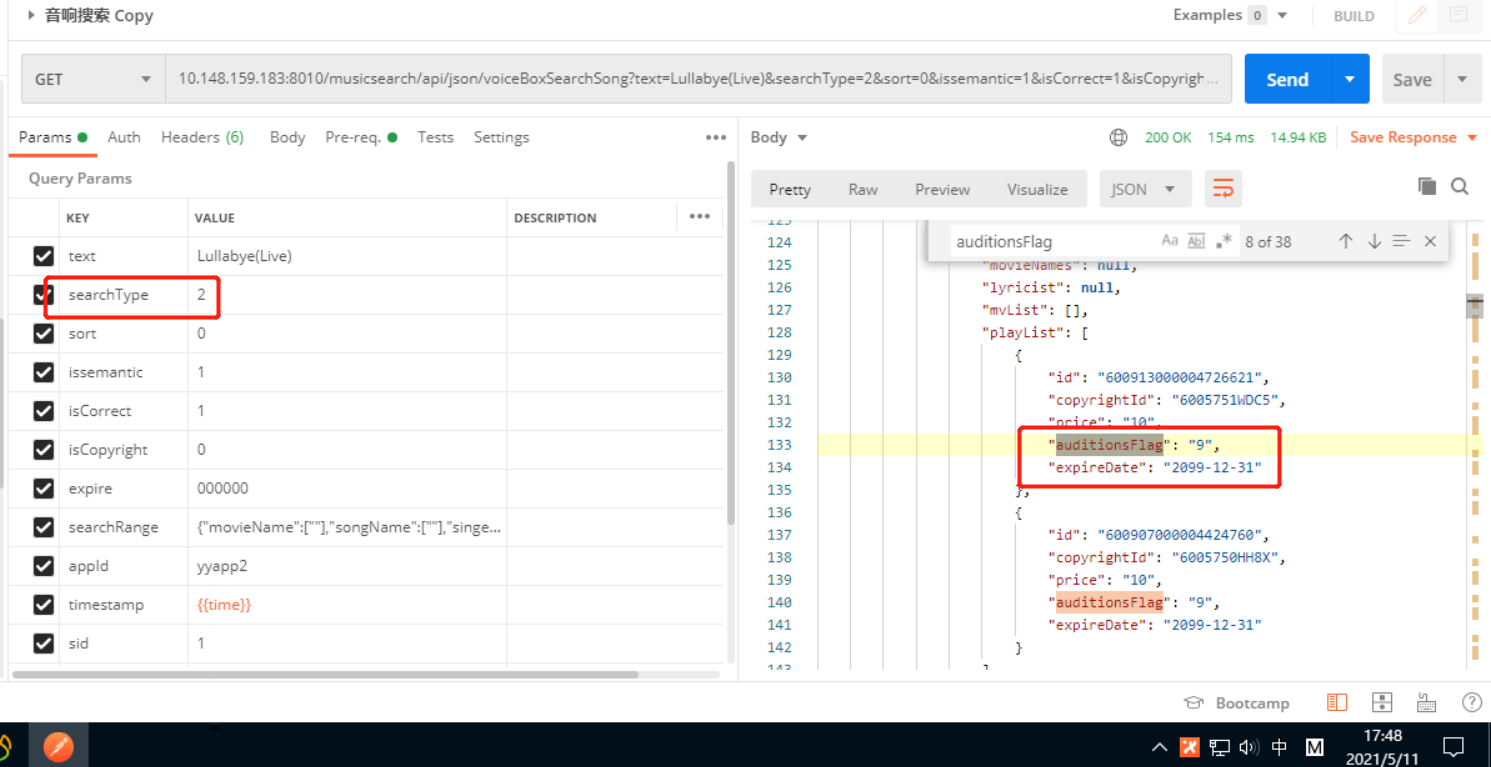 音响搜索 Copy
Examples 0
BUILD
GET
10.148.159.183:8010/musicsearch/api/json/voiceBoxSearchSong?text=Lullabye(Live)&searchType=2&sort=0&issemantic=1&isCorrect=1&isCopyrigh...
Send
Save
Params Auth Headers (6) Body Pre-req. Tests Settings
Query Params
KEY VALUE DESCRIPTION
text Lullabye(Live)
searchType 2
sort 0
issemantic 1
isCorrect 1
isCopyright 0
expire 000000
searchRange {"movieName":[""],"songName":[""],"singe...
appId yyapp2
timestamp {{time}}
sid 1
Body 200 OK 154 ms 14.94 KB Save Response
Pretty Raw Preview Visualize JSON
auditionsFlag Aa Abl .* 8 of 38
123
124
125 "movieNames": null,
126 "lyricist": null,
127 "mvList": [],
128 "playList": [
129 {
130 "id": "600913000004726621",
131 "copyrightId": "6005751WDC5",
132 "price": "10",
133 "auditionsFlag": "9",
134 "expireDate": "2099-12-31"
135 },
136 {
137 "id": "600907000004424760",
138 "copyrightId": "6005750HH8X",
139 "price": "10",
140 "auditionsFlag": "9",
141 "expireDate": "2099-12-31"
142 }
143 ]
Bootcamp
中 M 17:48
2021/5/11